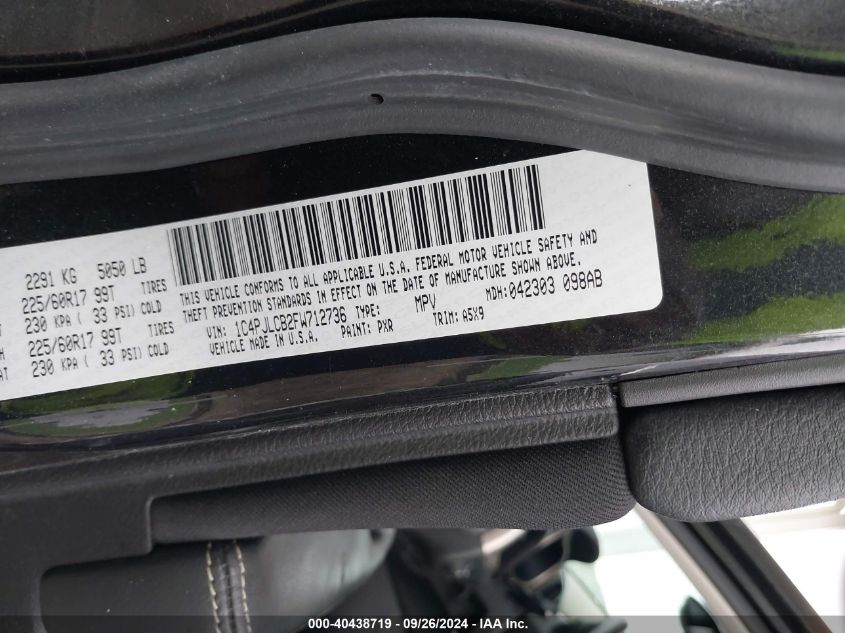 2291 KG 5050 LB
225/60R17 99T TIRES
230 KPA ( 33 PSI) COLD
225/60R17 99T TIRES
230 KPA ( 33 PSI) COLD
THIS VEHICLE CONFORMS TO ALL APPLICABLE U.S.A. FEDERAL MOTOR VEHICLE SAFETY AND
THEFT PREVENTION STANDARDS IN EFFECT ON THE DATE OF MANUFACTURE SHOWN ABOVE.
VIN: 1C4PJLCB2FW712736 TYPE: MPV MDH: 042303 098AB
VEHICLE MADE IN U.S.A. PAINT: PXR TRIM: A5X9
000-40438719 / 09/26/2024 - IAA Inc.